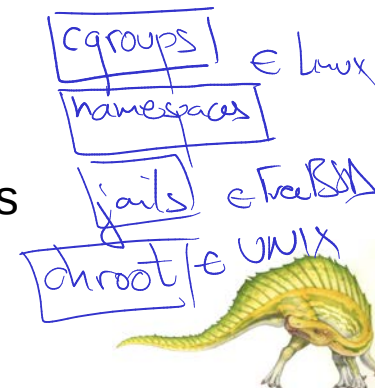 cgroups ∈ Linux
namespaces
s
jails ∈ FreeBSD
chroot ∈ UNIX